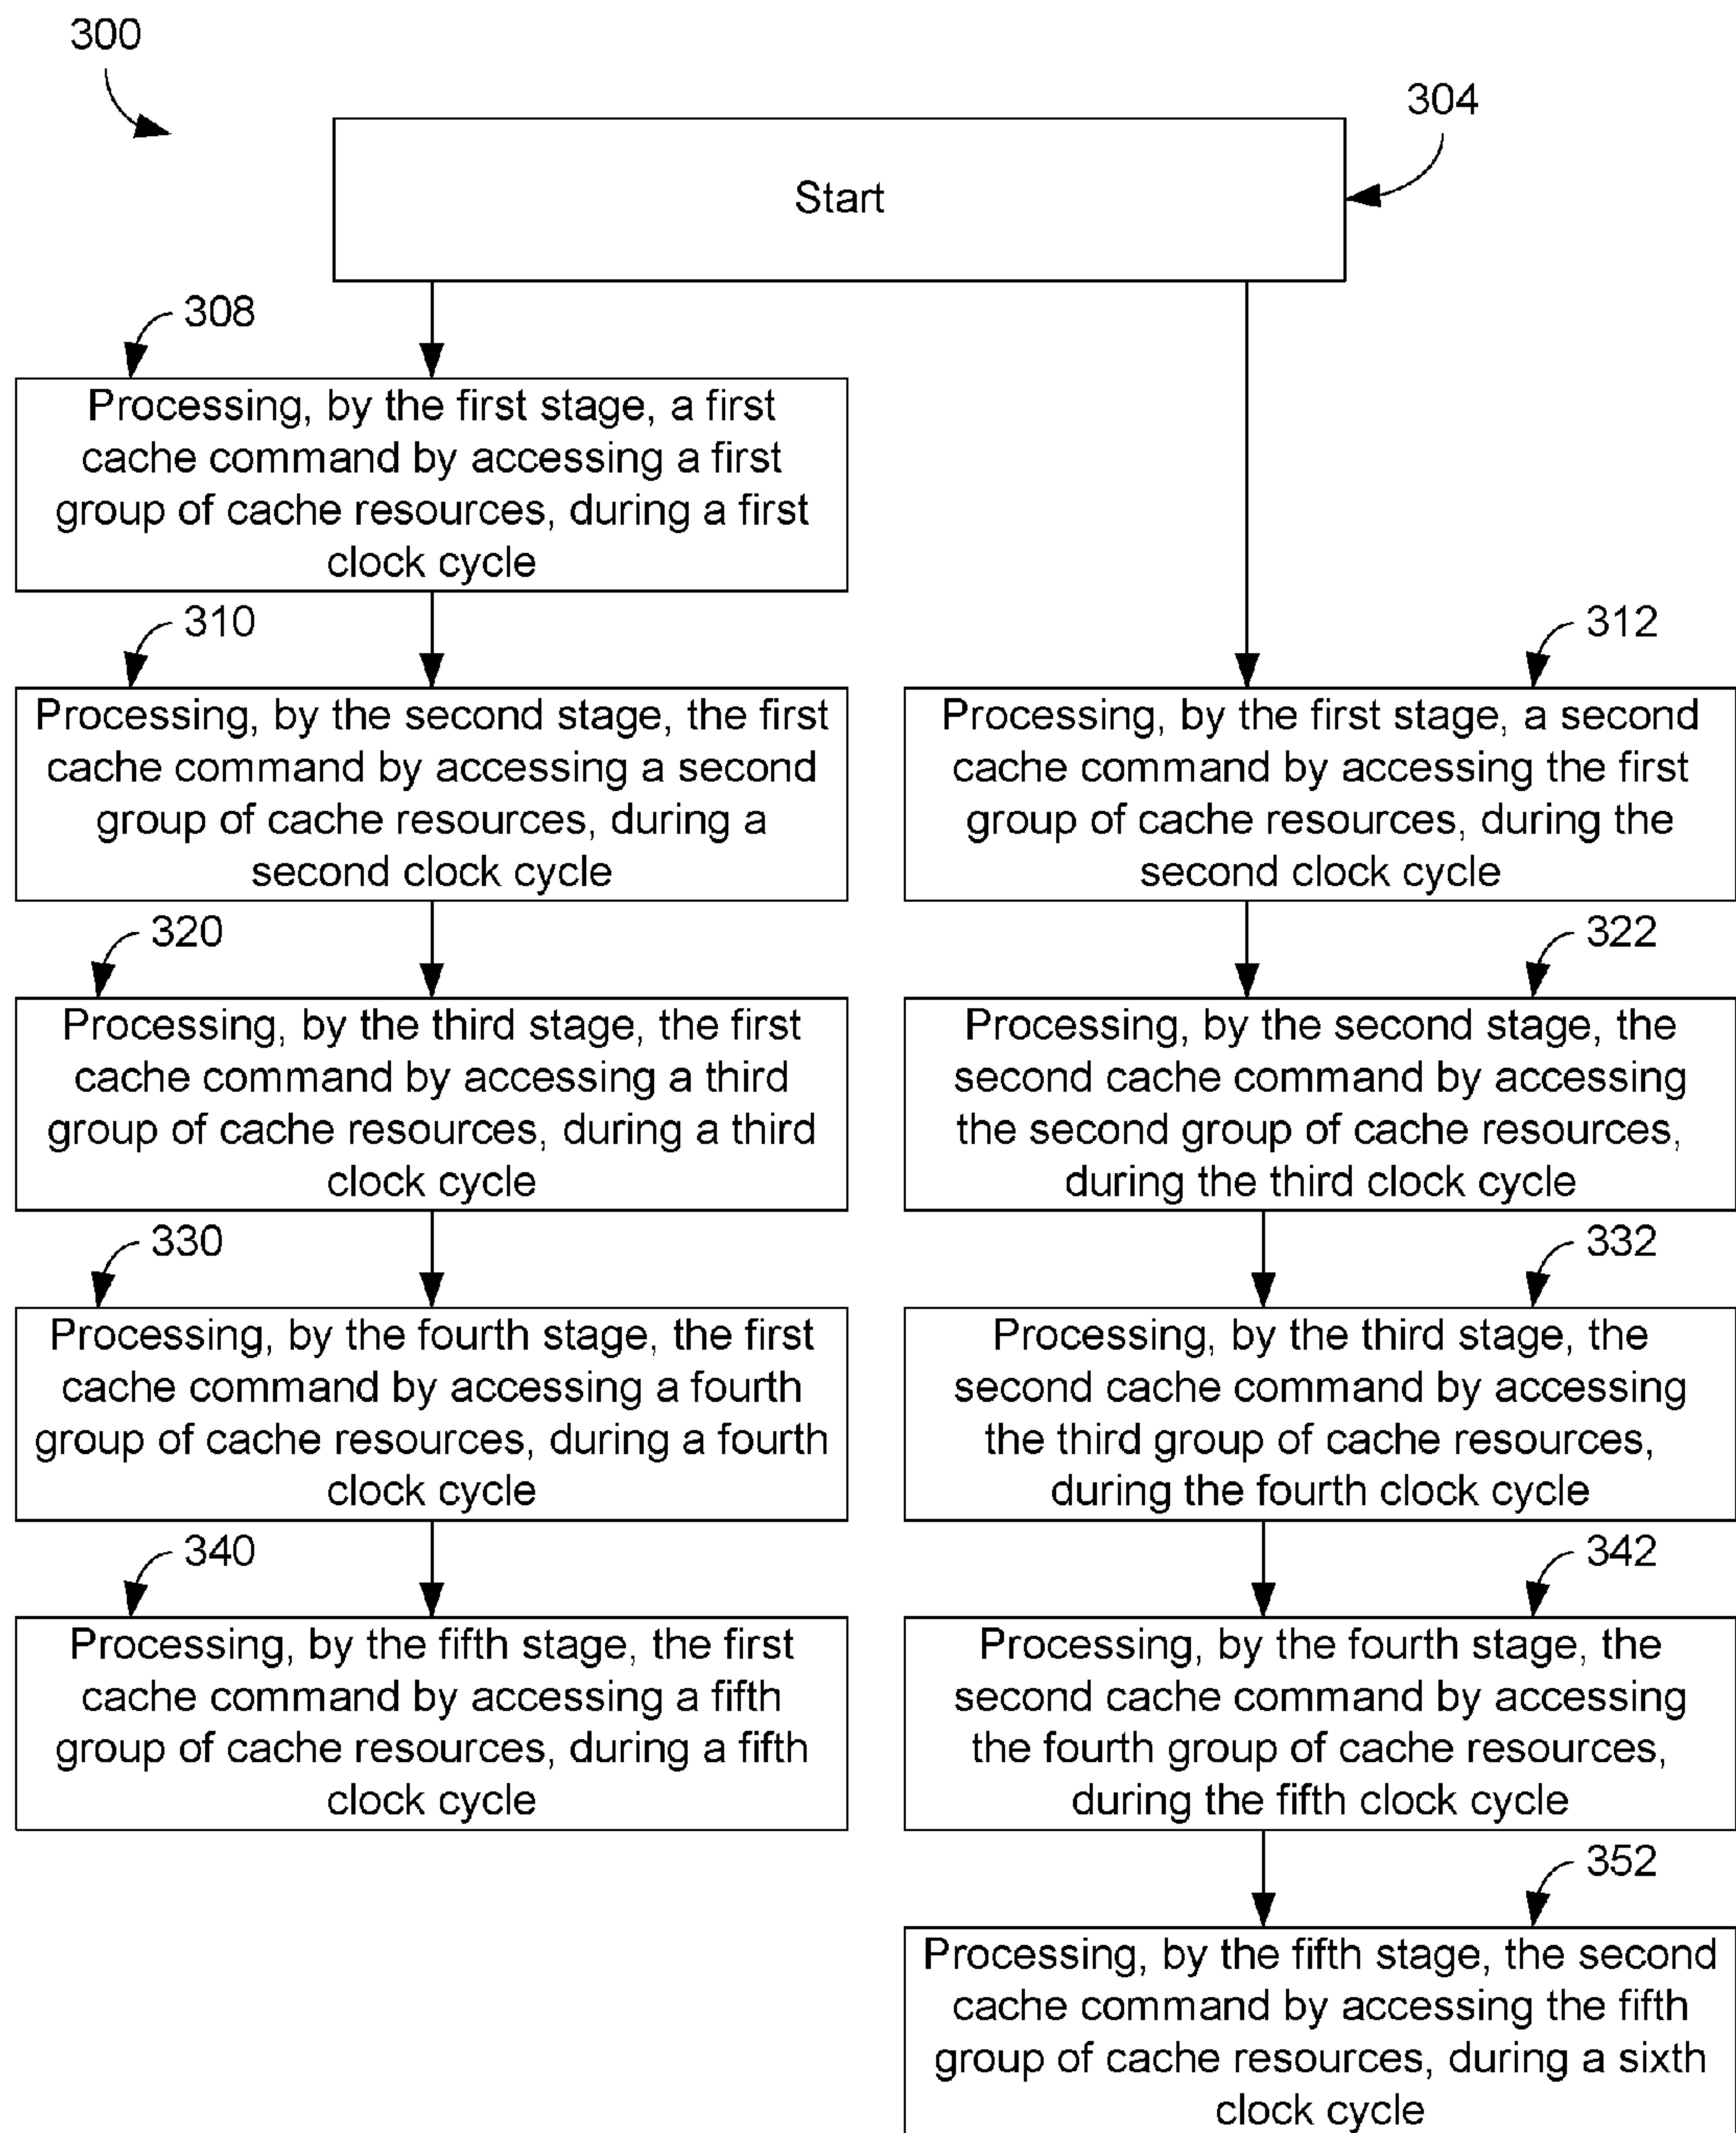 300
304
Start
308
Processing, by the first stage, a first
cache command by accessing a first
group of cache resources, during a first
clock cycle
310
312
Processing, by the second stage, the first
cache command by accessing a second
group of cache resources, during a
second clock cycle
Processing, by the first stage, a second
cache command by accessing the first
group of cache resources, during the
second clock cycle
320
322
Processing, by the third stage, the first
cache command by accessing a third
group of cache resources, during a third
clock cycle
Processing, by the second stage, the
second cache command by accessing
the second group of cache resources,
during the third clock cycle
330
332
Processing, by the fourth stage, the first
cache command by accessing a fourth
group of cache resources, during a fourth
clock cycle
Processing, by the third stage, the
second cache command by accessing
the third group of cache resources,
during the fourth clock cycle
340
342
Processing, by the fifth stage, the first
cache command by accessing a fifth
group of cache resources, during a fifth
clock cycle
Processing, by the fourth stage, the
second cache command by accessing
the fourth group of cache resources,
during the fifth clock cycle
352
Processing, by the fifth stage, the second
cache command by accessing the fifth
group of cache resources, during a sixth
clock cycle